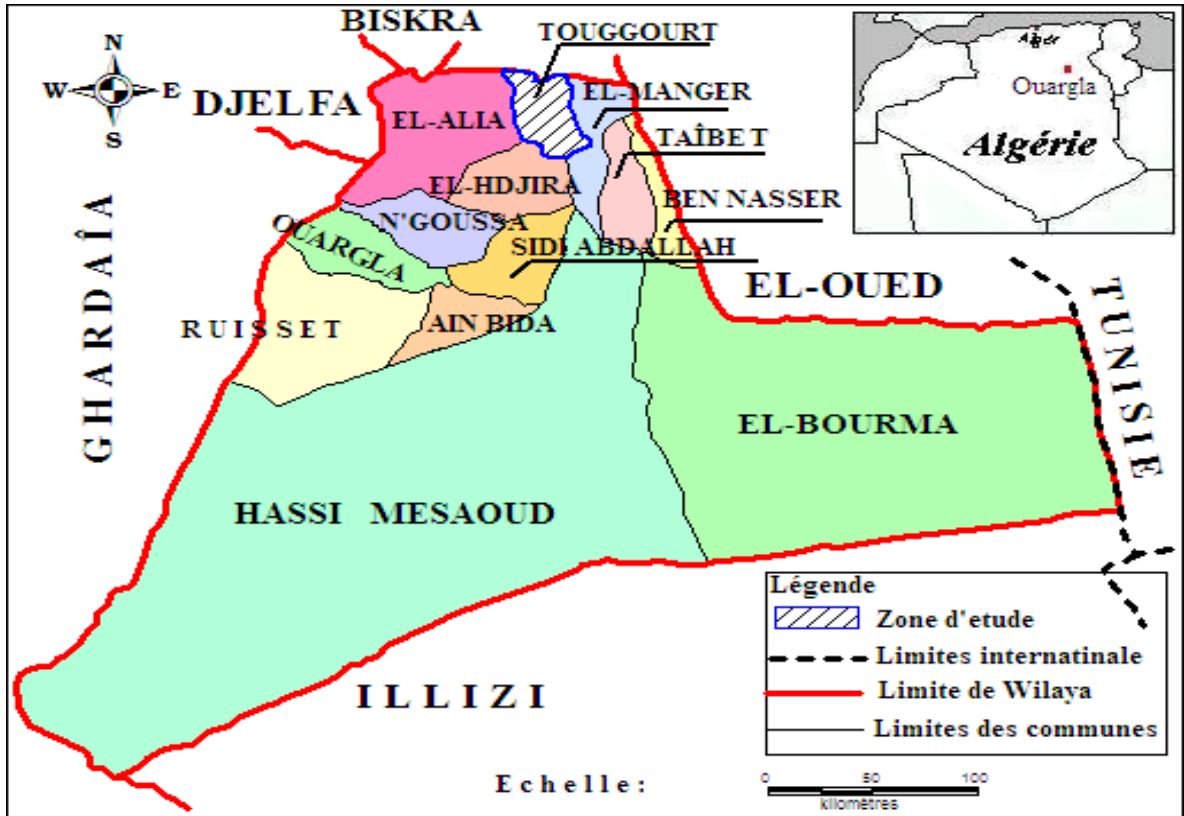 BISKRA
TOUGGOURT
N
W E
S
DJELFA
EL-ALIA
EL-MANGER
TAÎBET
EL-HDJIRA
BEN NASSER
N'GOUSSA
OUARGLA
SIDI ABDALLAH
EL-OUED
RUISSET
AIN BIDA
GHARDAÎA
TUNISIE
EL-BOURMA
HASSI MESAOUD
ILLIZI
Alger
Ouargla
Algérie
Légende
Zone d'etude
Limites internatinale
Limite de Wilaya
Limites des communes
Echelle:
0 50 100
kilomètres